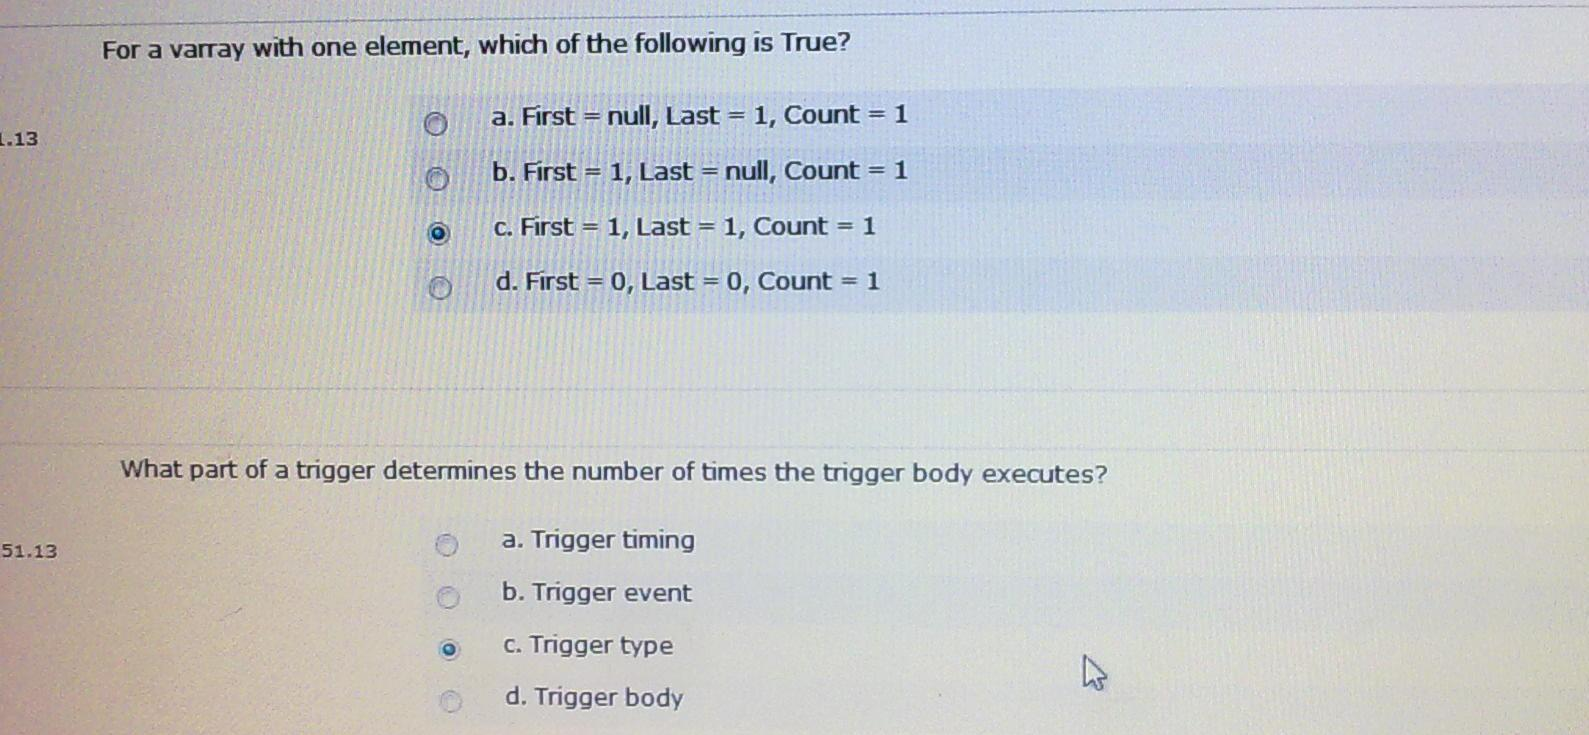 For a varray with one element, which of the following is True?
a. First = null, Last = 1, Count = 1
.13
b. First = 1, Last = null, Count = 1
c. First = 1, Last = 1, Count = 1
d. First = 0, Last = 0, Count = 1
What part of a trigger determines the number of times the trigger body executes?
51.13
a. Trigger timing
b. Trigger event
c. Trigger type
d. Trigger body